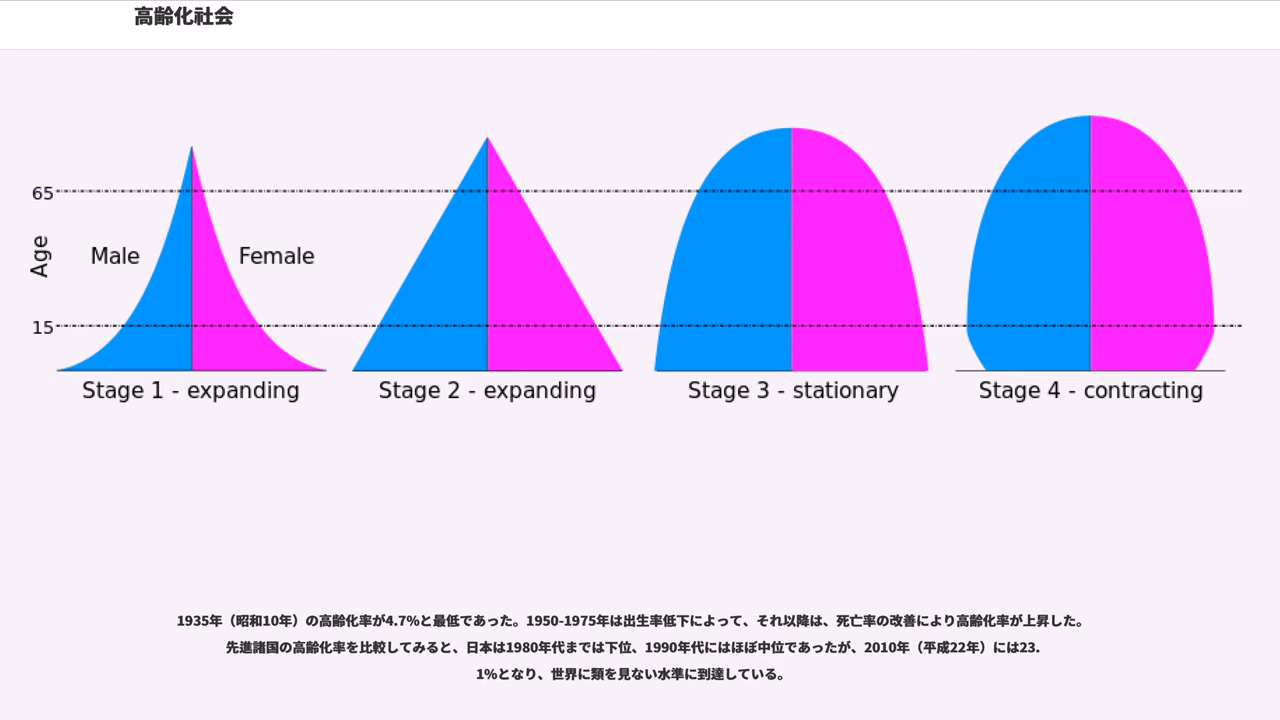 高齢化社会
65
Age
Male
Female
15
Stage 1 - expanding
Stage 2 - expanding
Stage 3 - stationary
Stage 4 - contracting
1935年（昭和10年）の高齢化率が4.7%と最低であった。1950-1975年は出生率低下によって、それ以降は、死亡率の改善により高齢化率が上昇した。
先進諸国の高齢化率を比較してみると、日本は1980年代までは下位、1990年代にはほぼ中位であったが、2010年（平成22年）には23.
1%となり、世界に類を見ない水準に到達している。